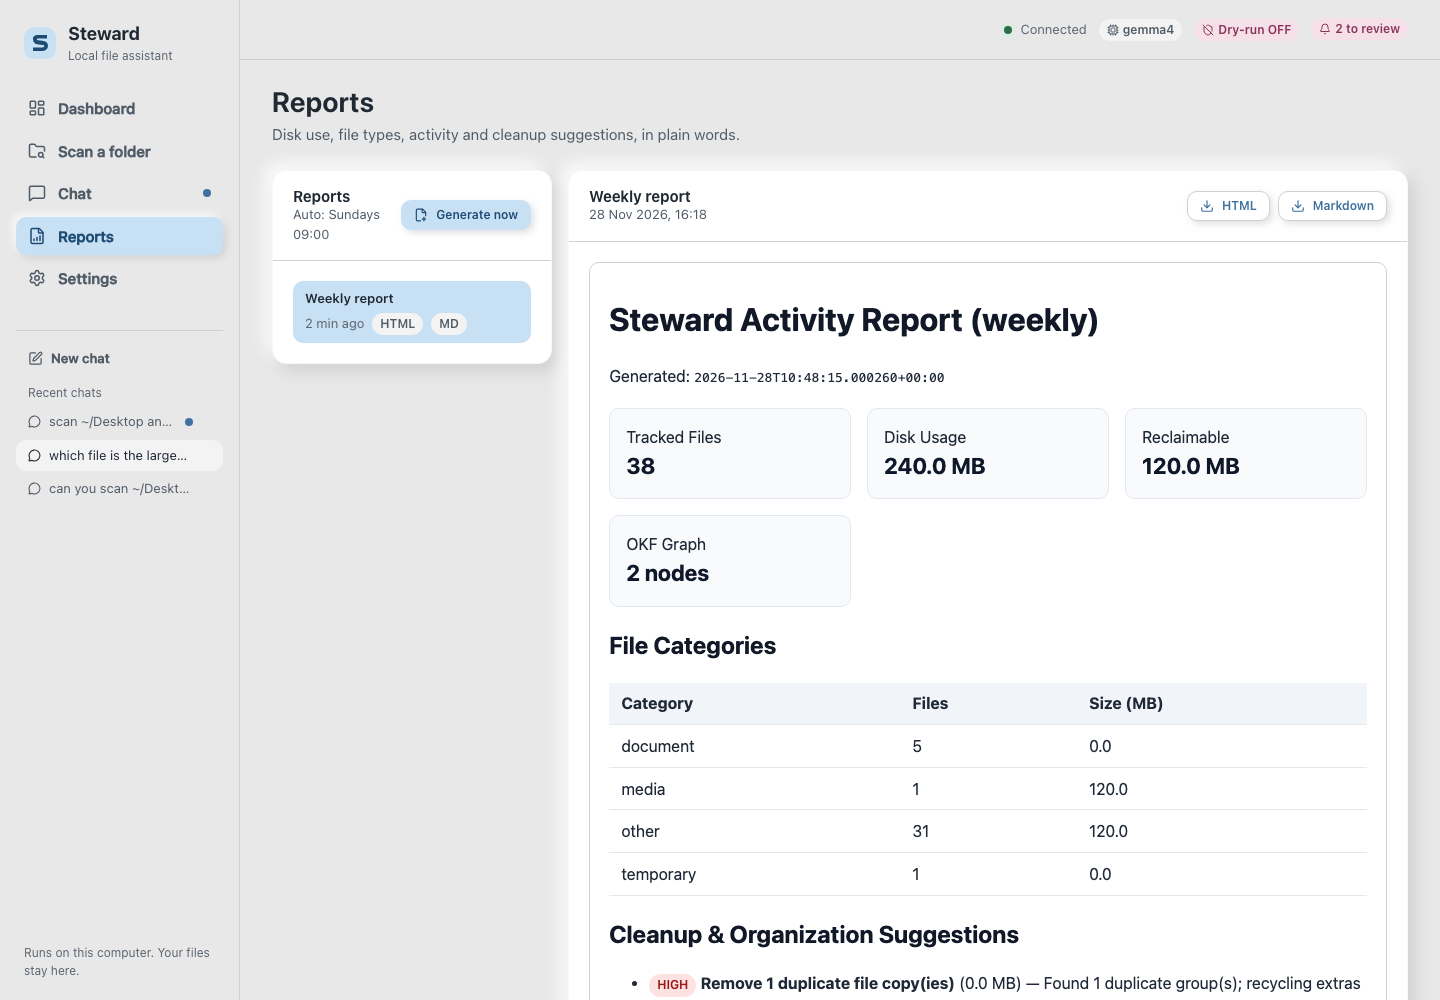 Steward
Local file assistant
Dashboard
Scan a folder
Chat
Reports
Settings
New chat
Recent chats
scan ~/Desktop an...
which file is the large...
can you scan ~/Deskt...
Runs on this computer. Your files
stay here.
Connected
gemma4
Dry-run OFF
2 to review
Reports
Disk use, file types, activity and cleanup suggestions, in plain words.
Reports
Auto: Sundays
09:00
Generate now
Weekly report
2 min ago HTML MD
Weekly report
28 Nov 2026, 16:18
HTML
Markdown
Steward Activity Report (weekly)
Generated: 2026-11-28T10:48:15.000260+00:00
Tracked Files
38
Disk Usage
240.0 MB
Reclaimable
120.0 MB
OKF Graph
2 nodes
File Categories
Category Files Size (MB)
document 5 0.0
media 1 120.0
other 31 120.0
temporary 1 0.0
Cleanup & Organization Suggestions
• HIGH Remove 1 duplicate file copy(ies) (0.0 MB) — Found 1 duplicate group(s); recycling extras